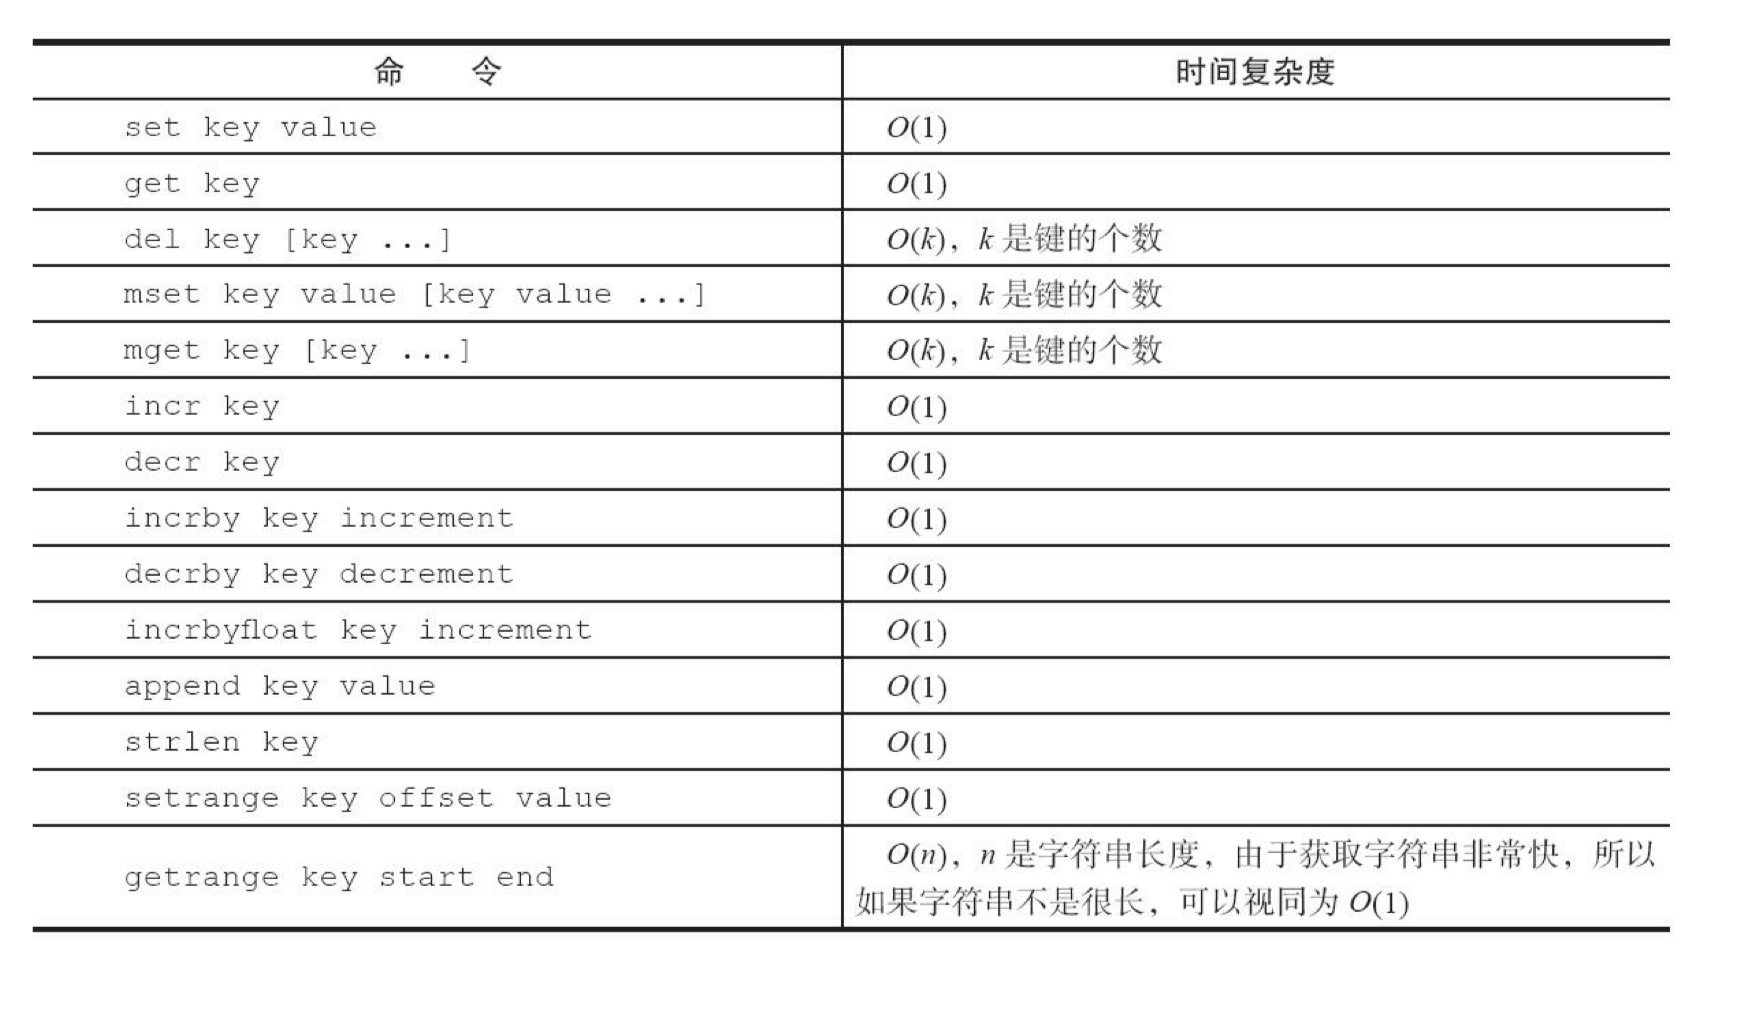 命 令 时间复杂度
set key value O(1)
get key O(1)
del key [key ...] O(k)，k 是键的个数
mset key value [key value ...] O(k)，k 是键的个数
mget key [key ...] O(k)，k 是键的个数
incr key O(1)
decr key O(1)
incrby key increment O(1)
decrby key decrement O(1)
incrbyfloat key increment O(1)
append key value O(1)
strlen key O(1)
setrange key offset value O(1)
getrange key start end O(n)，n 是字符串长度，由于获取字符串非常快，所以
如果字符串不是很长，可以视同为 O(1)